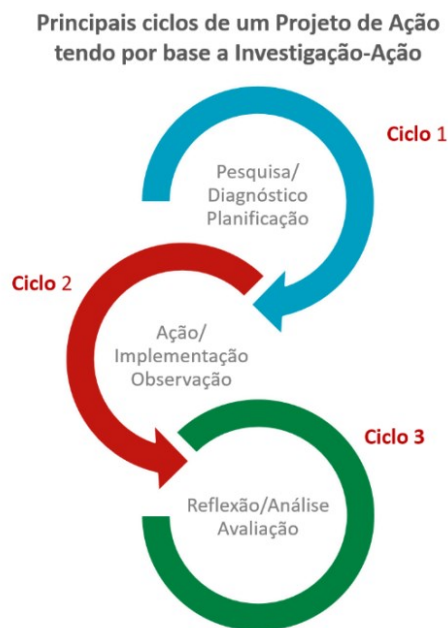 Principais ciclos de um Projeto de Ação
tendo por base a Investigação-Ação
Ciclo 1
Pesquisa/
Diagnóstico
Planificação
Ciclo 2
Ação/
Implementação
Observação
Ciclo 3
Reflexão/Análise
Avaliação